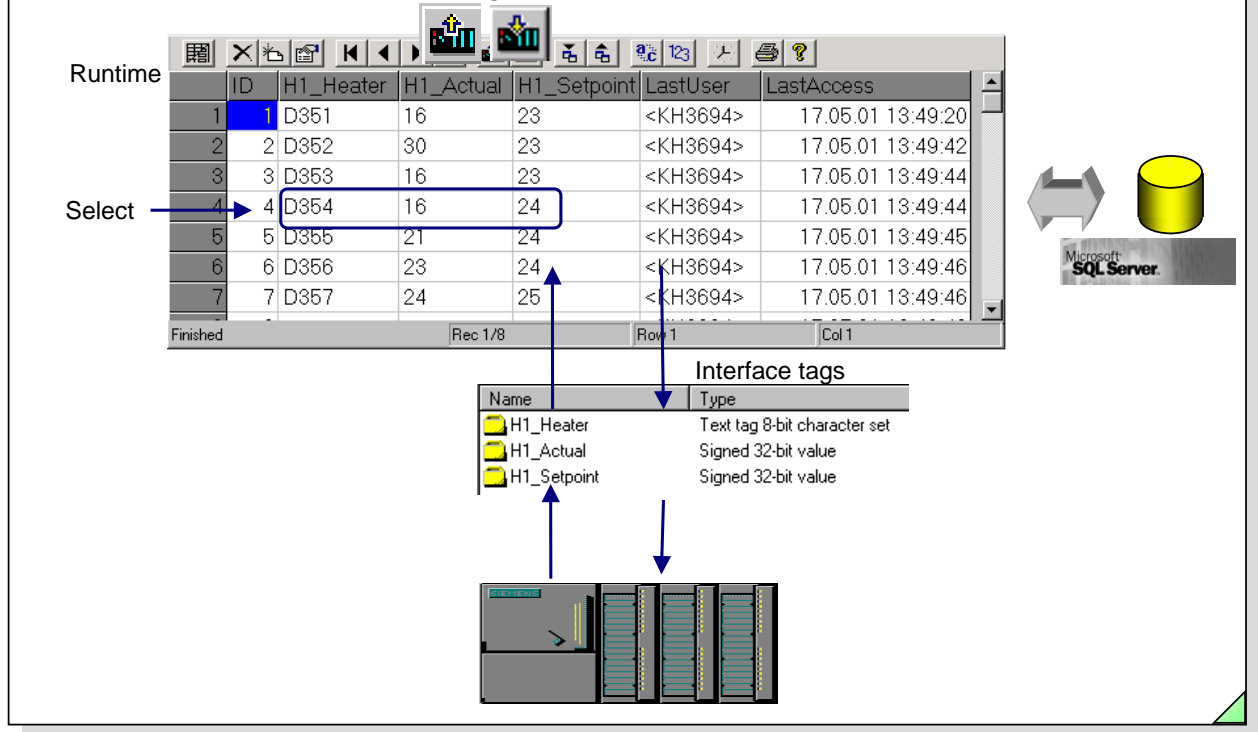 Runtime
ID H1_Heater H1_Actual H1_Setpoint LastUser LastAccess
1 1 D351 16 23 <KH3694> 17.05.01 13:49:20
2 2 D352 30 23 <KH3694> 17.05.01 13:49:42
3 3 D353 16 23 <KH3694> 17.05.01 13:49:44
Select 4 4 D354 16 24 <KH3694> 17.05.01 13:49:44
5 5 D355 21 24 <KH3694> 17.05.01 13:49:45
6 6 D356 23 24 <KH3694> 17.05.01 13:49:46
7 7 D357 24 25 <KH3694> 17.05.01 13:49:46
Finished Rec 1/8 Row 1 Col 1
Microsoft
SQL Server.
Interface tags
Name Type
H1_Heater Text tag 8-bit character set
H1_Actual Signed 32-bit value
H1_Setpoint Signed 32-bit value
SIEMENS